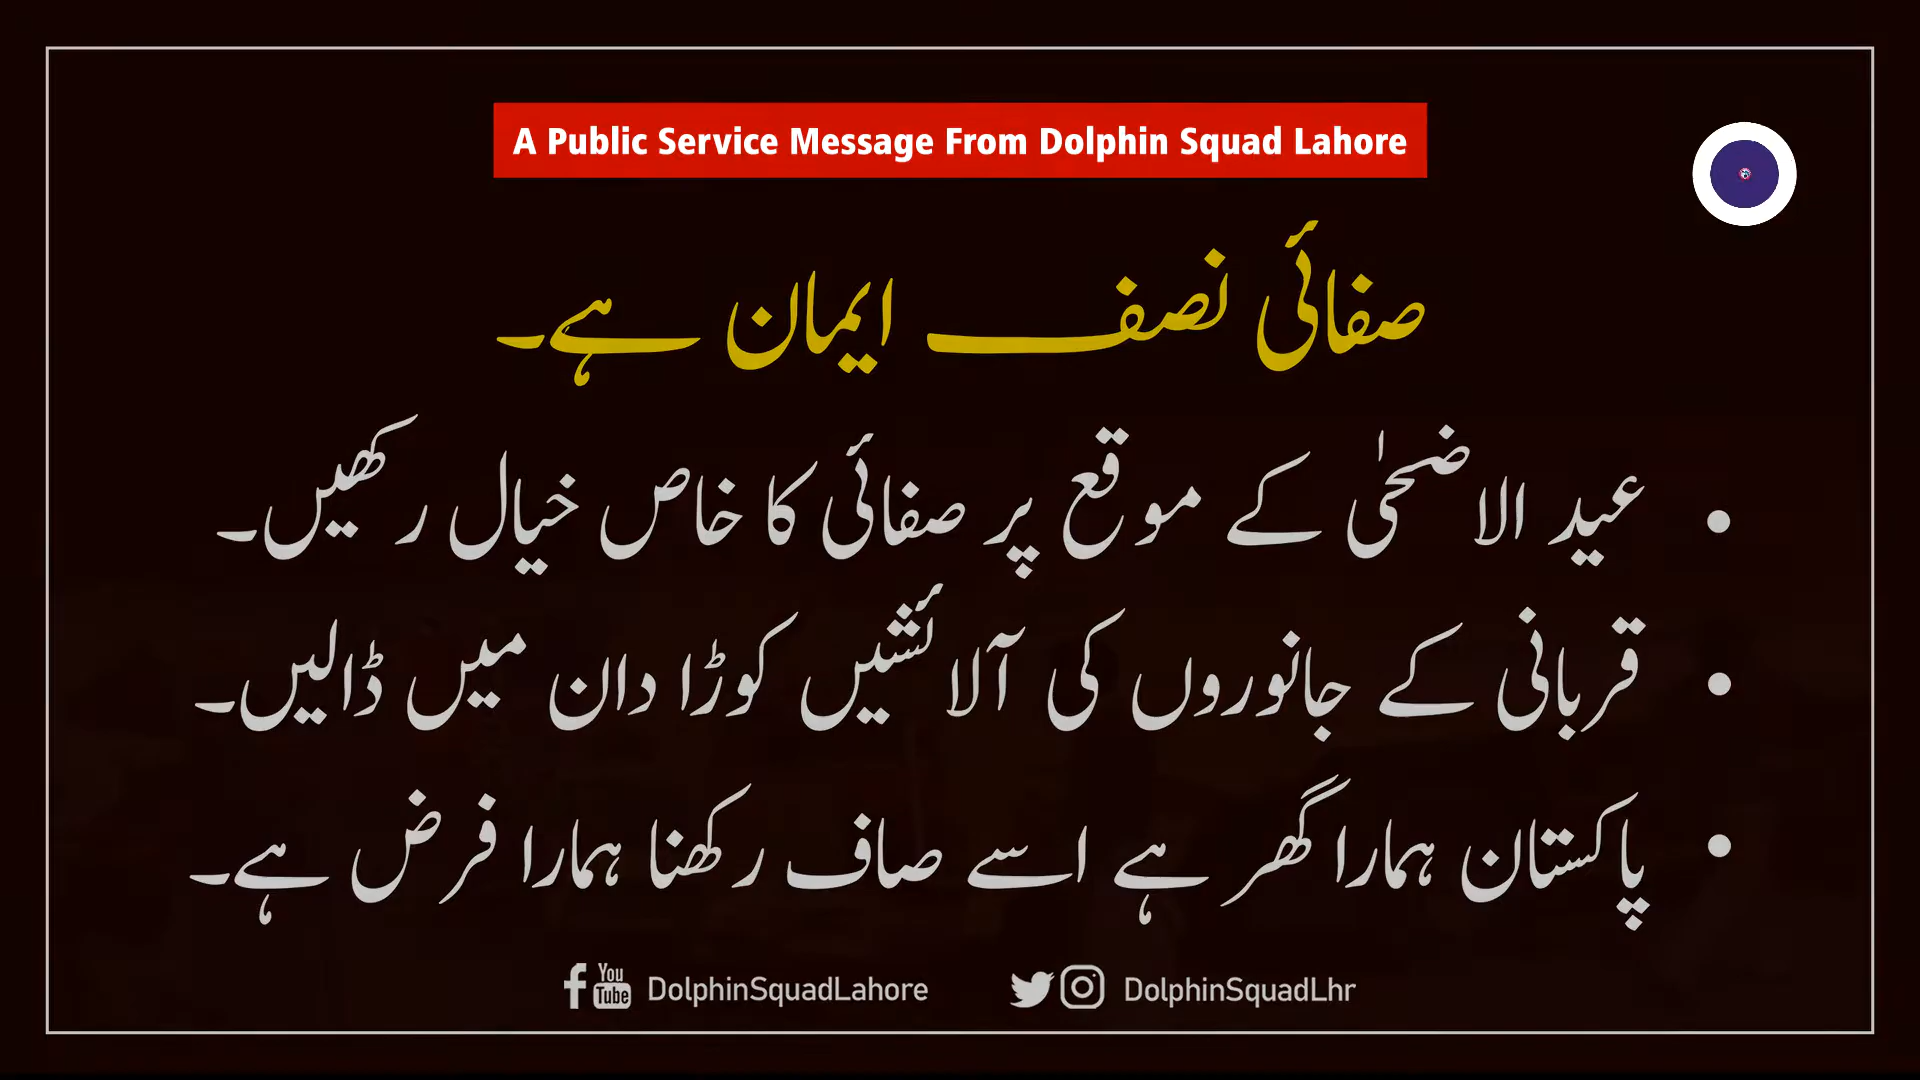 A Public Service Message From Dolphin Squad Lahore
صفائی نصف ایمان ہے۔
• عید الاضحٰی کے موقع پر صفائی کا خاص خیال رکھیں۔
• قربانی کے جانوروں کی آلائشیں کوڑا دان میں ڈالیں۔
• پاکستان ہمارا گھر ہے اسے صاف رکھنا ہمارا فرض ہے۔
f You Tube DolphinSquadLahore DolphinSquadLhr